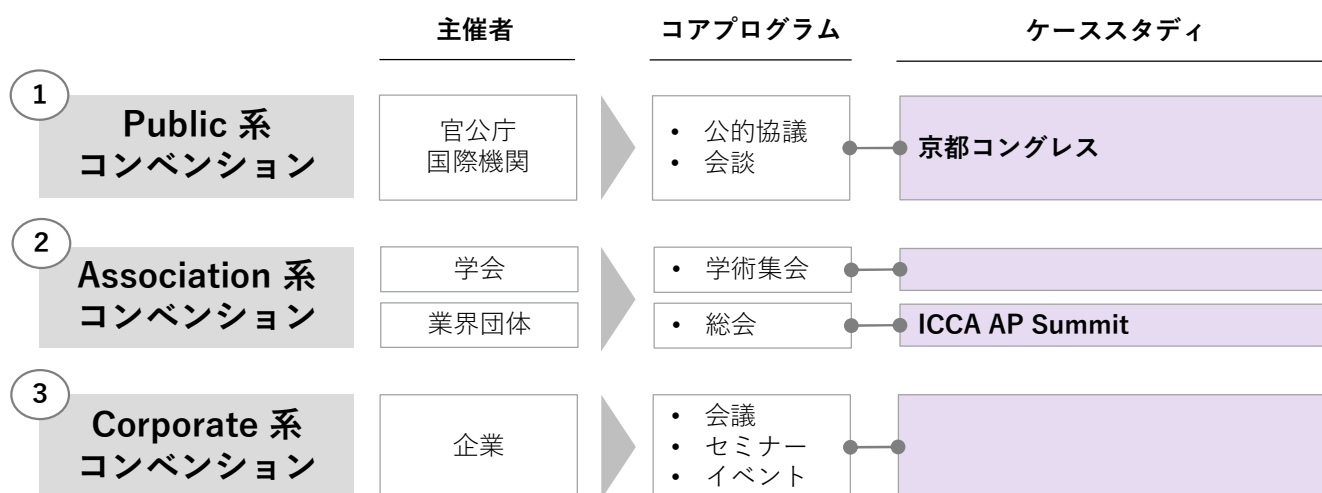 主催者 コアプログラム ケーススタディ
1
Public 系
コンベンション
官公庁
国際機関
• 公的協議
• 会談
京都コングレス
2
Association 系
コンベンション
学会
• 学術集会
業界団体
• 総会
ICCA AP Summit
3
Corporate 系
コンベンション
企業
• 会議
• セミナー
• イベント